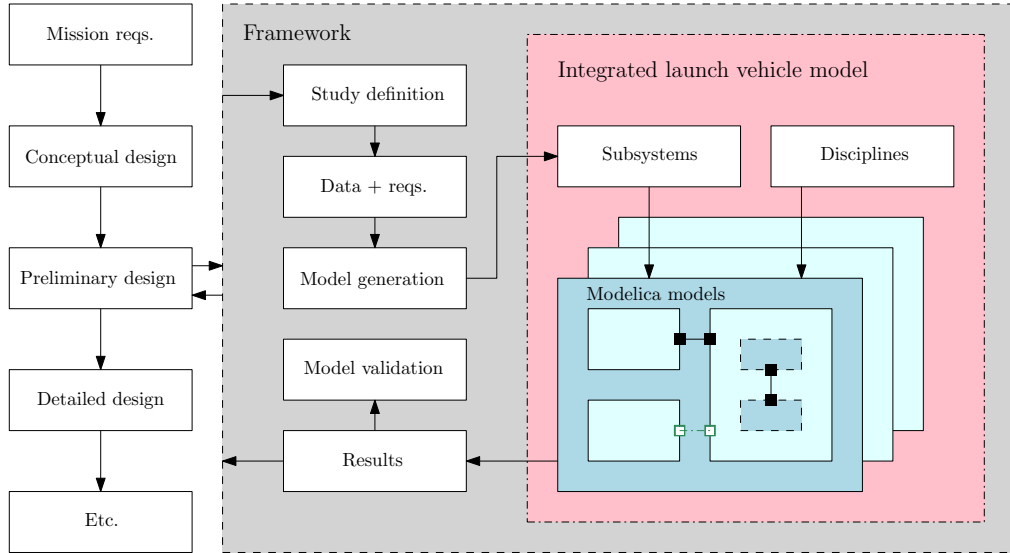 Mission reqs.
Conceptual design
Preliminary design
Detailed design
Etc.
Framework
Study definition
Data + reqs.
Model generation
Model validation
Results
Integrated launch vehicle model
Subsystems
Disciplines
Modelica models